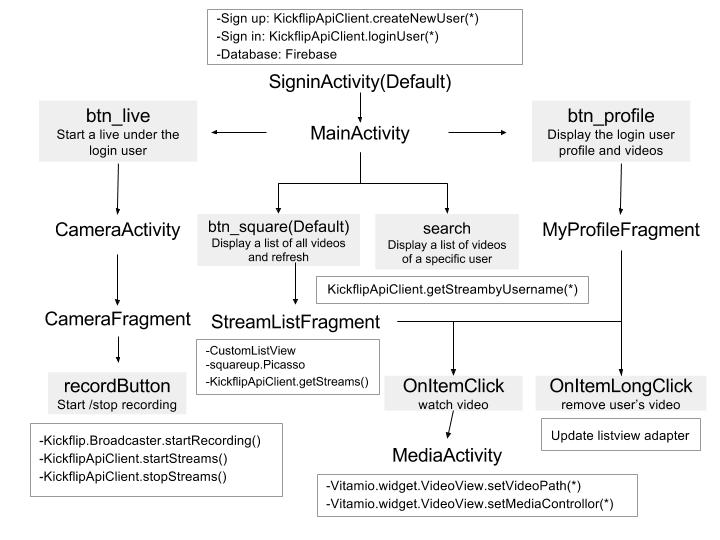 -Sign up: KickflipApiClient.createNewUser(*)
-Sign in: KickflipApiClient.loginUser(*)
-Database: Firebase
SigninActivity(Default)
btn_live
Start a live under the
login user
MainActivity
btn_profile
Display the login user
profile and videos
CameraActivity
btn_square(Default)
Display a list of all videos
and refresh
search
Display a list of videos
of a specific user
MyProfileFragment
KickflipApiClient.getStreambyUsername(*)
CameraFragment
StreamListFragment
-CustomListView
-squareup.Picasso
-KickflipApiClient.getStreams()
recordButton
Start /stop recording
OnItemClick
watch video
OnItemLongClick
remove user's video
Update listview adapter
-Kickflip.Broadcaster.startRecording()
-KickflipApiClient.startStreams()
-KickflipApiClient.stopStreams()
MediaActivity
-Vitamio.widget.VideoView.setVideoPath(*)
-Vitamio.widget.VideoView.setMediaControllor(*)